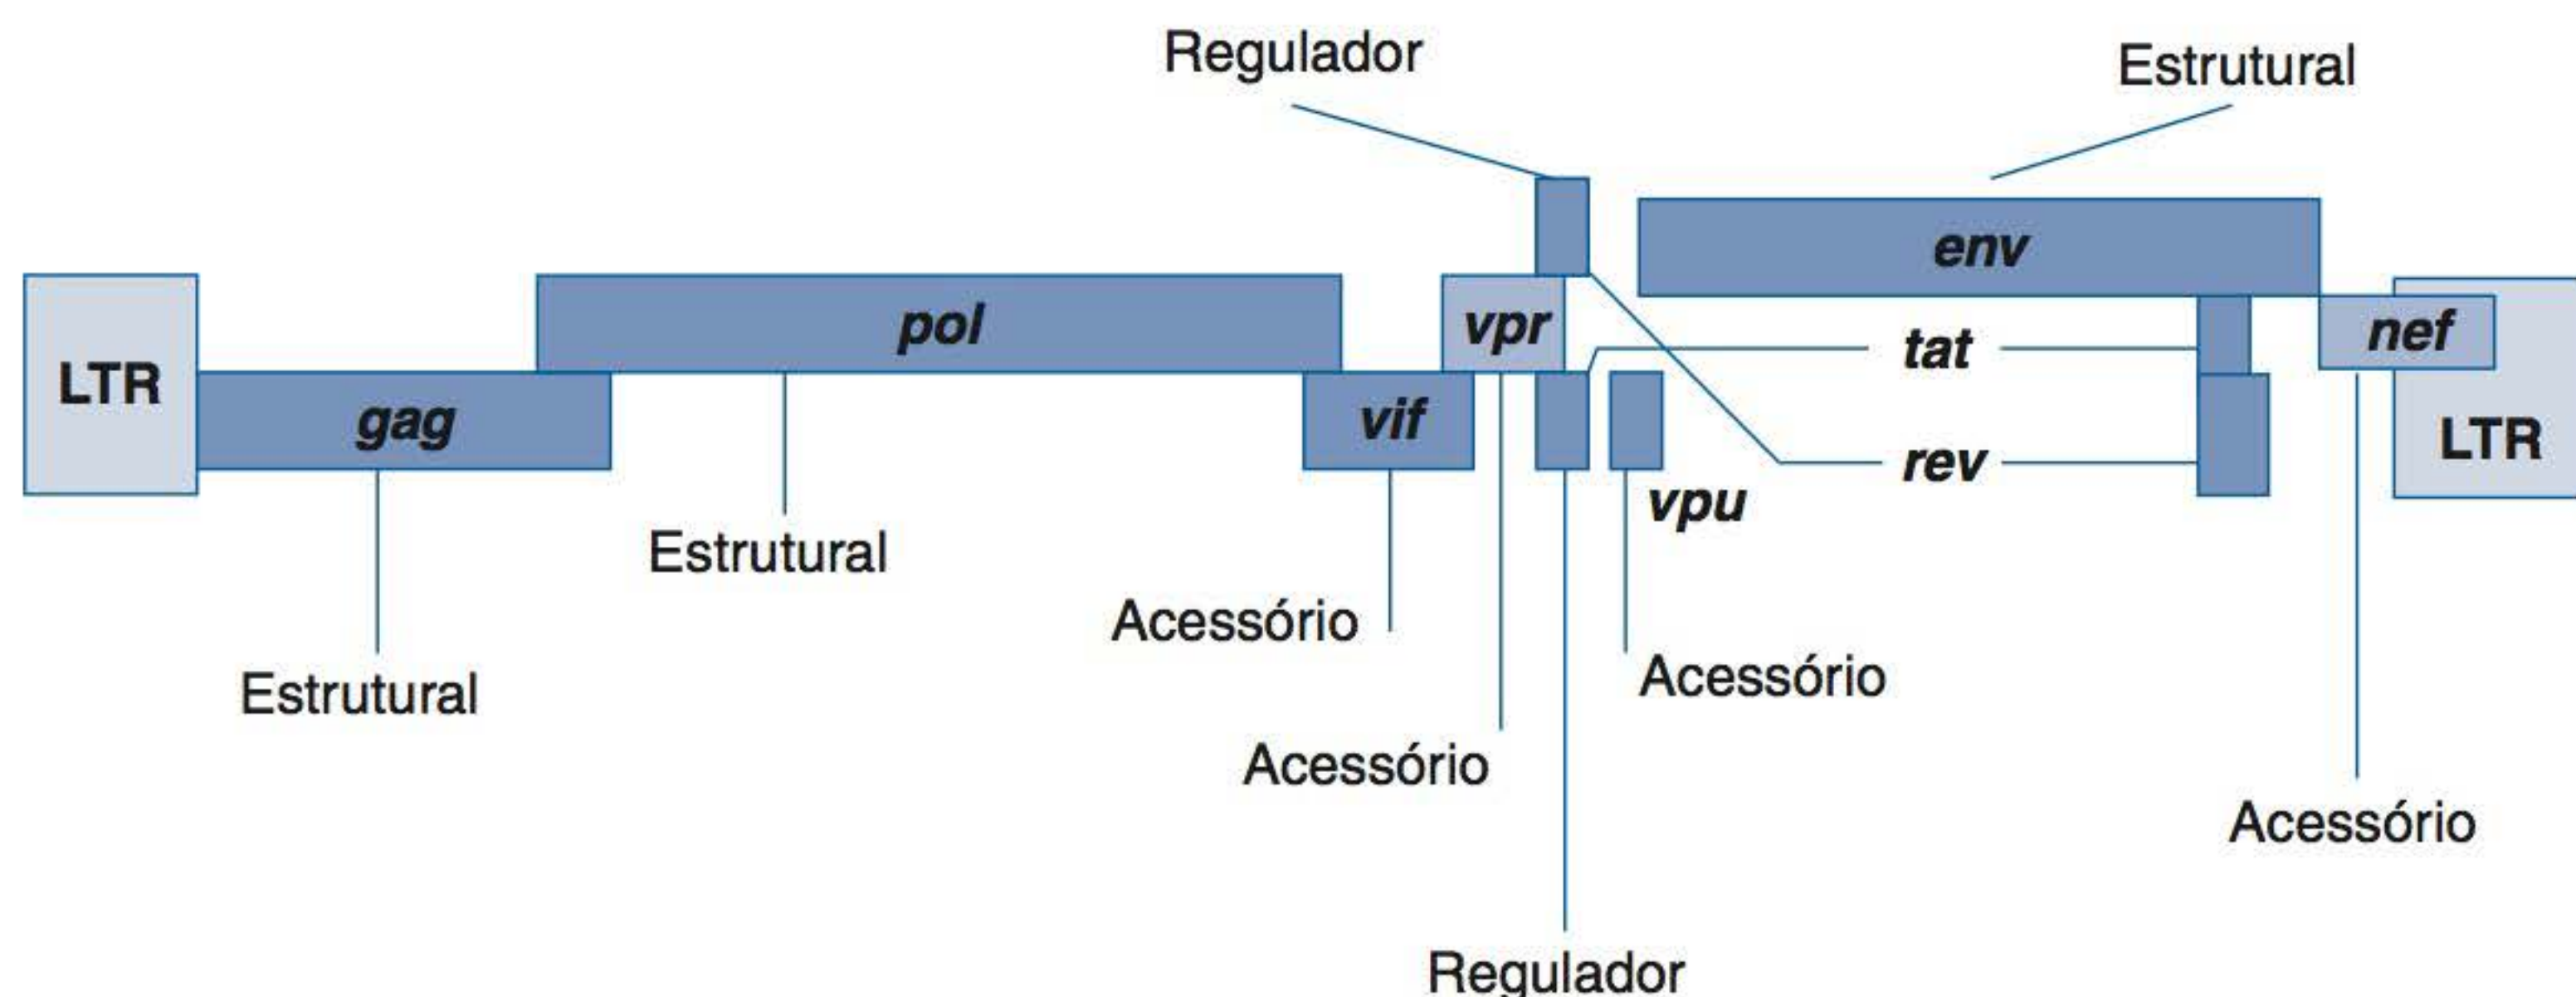 Regulador
Estrutural
env
pol
vpr
nef
tat
LTR
gag
vif
LTR
rev
vpu
Estrutural
Acessório
Acessório
Estrutural
Acessório
Acessório
Regulador